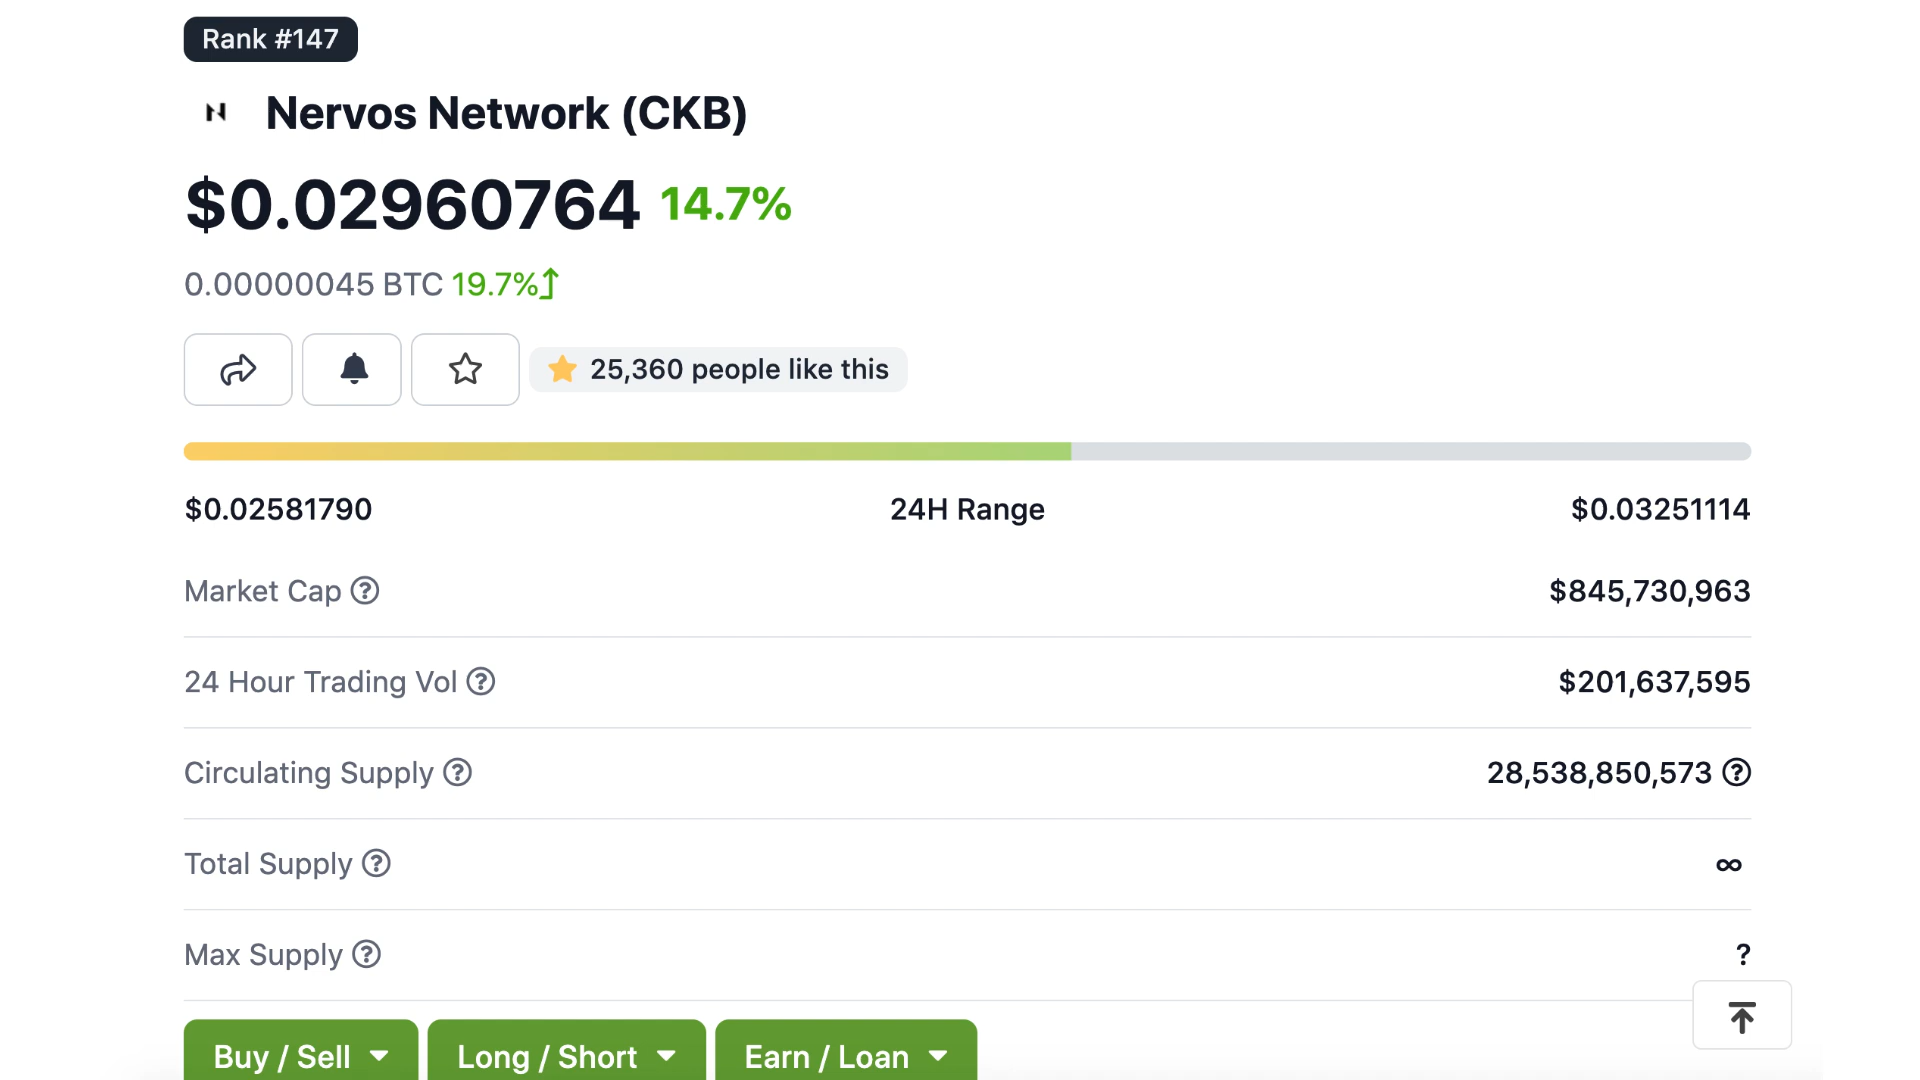 Rank #147
Nervos Network (CKB)
$0.02960764 14.7%
0.00000045 BTC 19.7%
25,360 people like this
$0.02581790 24H Range $0.03251114
Market Cap ? $845,730,963
24 Hour Trading Vol ? $201,637,595
Circulating Supply ? 28,538,850,573 ?
Total Supply ? ∞
Max Supply ? ?
Buy / Sell Long / Short Earn / Loan